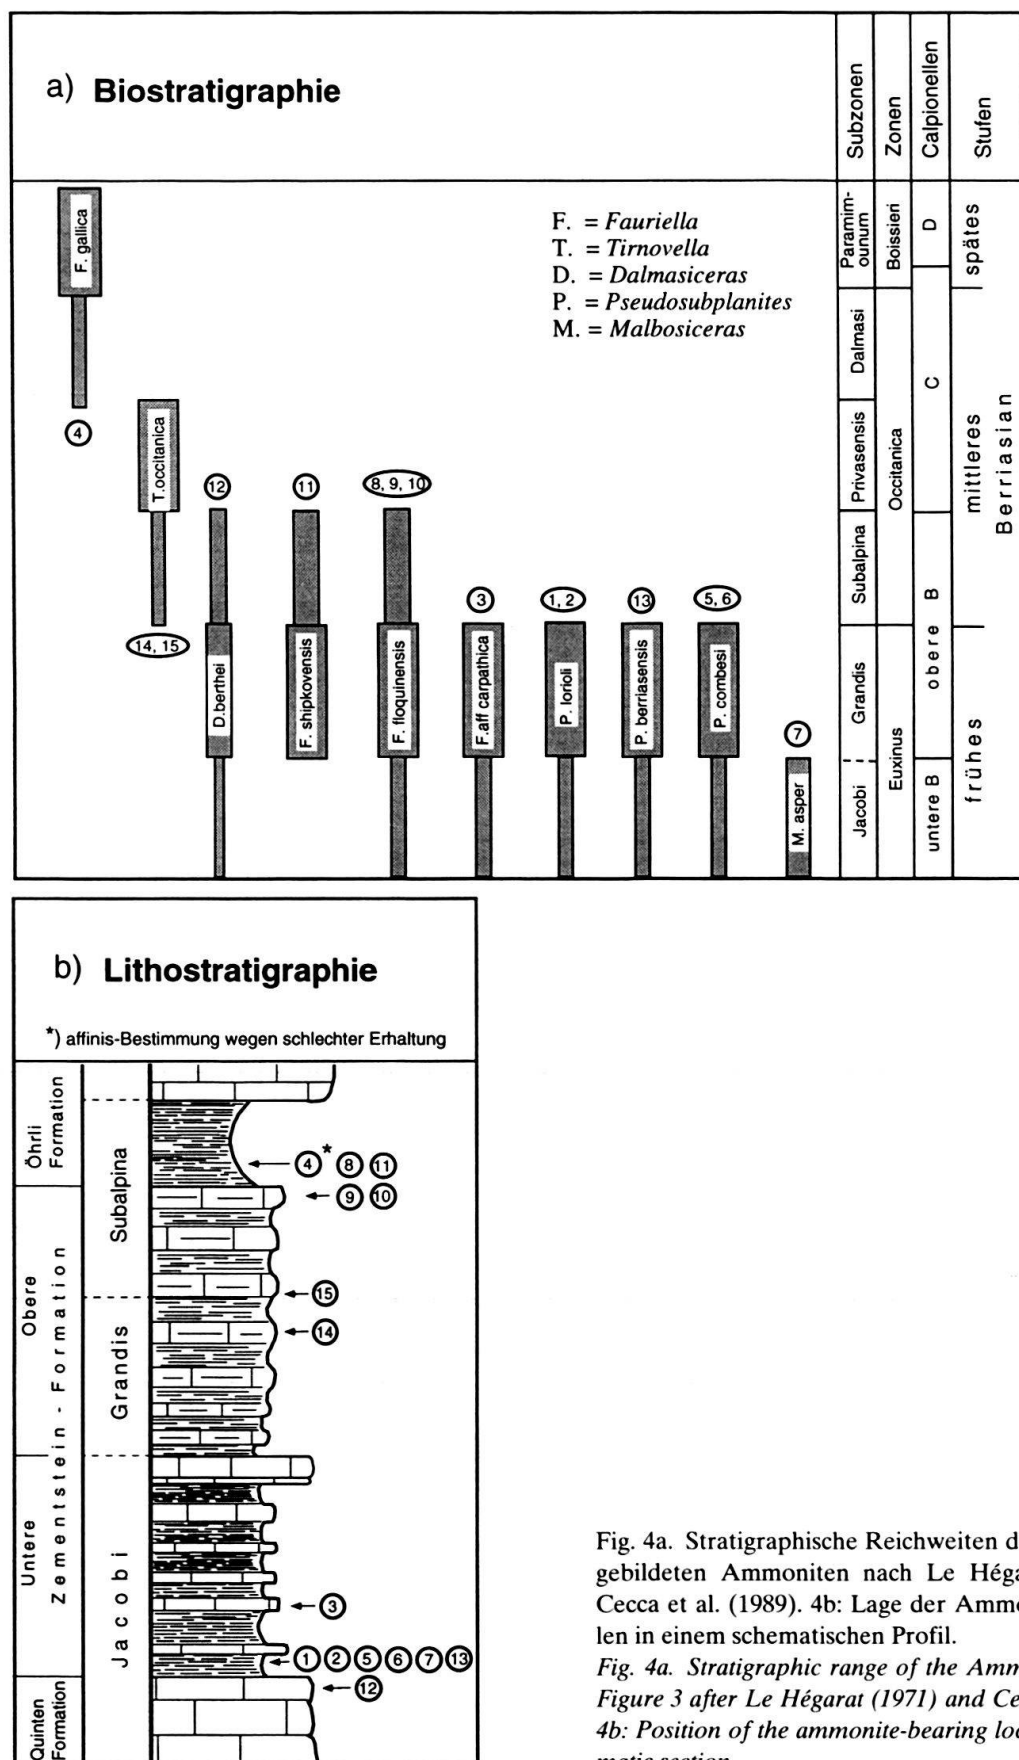 a) Biostratigraphie
Subzonen
Zonen
Calpionellen
Stufen
F. gallica
4
T.occitanica
14, 15
12
D.berthei
11
F. shipkovensis
8, 9, 10
F. floquinensis
3
F.aff carpathica
1, 2
P. lorioli
13
P. berriasensis
5, 6
P. combesi
7
M. asper
F. = Fauriella
T. = Tirnovella
D. = Dalmasiceras
P. = Pseudosubplanites
M. = Malbosiceras
Paramim-
ounum
Dalmasi
Privasensis
Subalpina
Grandis
Jacobi
Boissieri
Occitanica
Euxinus
D
C
obere B
untere B
spätes
mittleres
frühes
Berriasian
b) Lithostratigraphie
*) affinis-Bestimmung wegen schlechter Erhaltung
Öhrli
Formation
Obere
Untere
Zementstein - Formation
Quinten
Formation
Subalpina
Grandis
Jacobi
4* 8 11
9 10
15
14
3
1 2 5 6 7 13
12
Fig. 4a. Stratigraphische Reichweiten d
gebildeten Ammoniten nach Le Héga
Cecca et al. (1989). 4b: Lage der Ammo
len in einem schematischen Profil.
Fig. 4a. Stratigraphic range of the Amm
Figure 3 after Le Hégarat (1971) and Ce
4b: Position of the ammonite-bearing loc